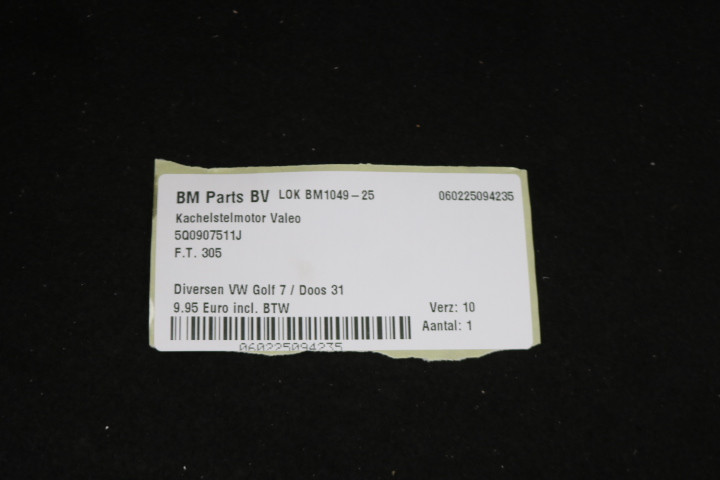 BM Parts BV LOK BM1049-25 060225094235
Kachelstelmotor Valeo
5Q0907511J
F.T. 305
Diversen VW Golf 7 / Doos 31
9.95 Euro incl. BTW Verz: 10
Aantal: 1
060225094235